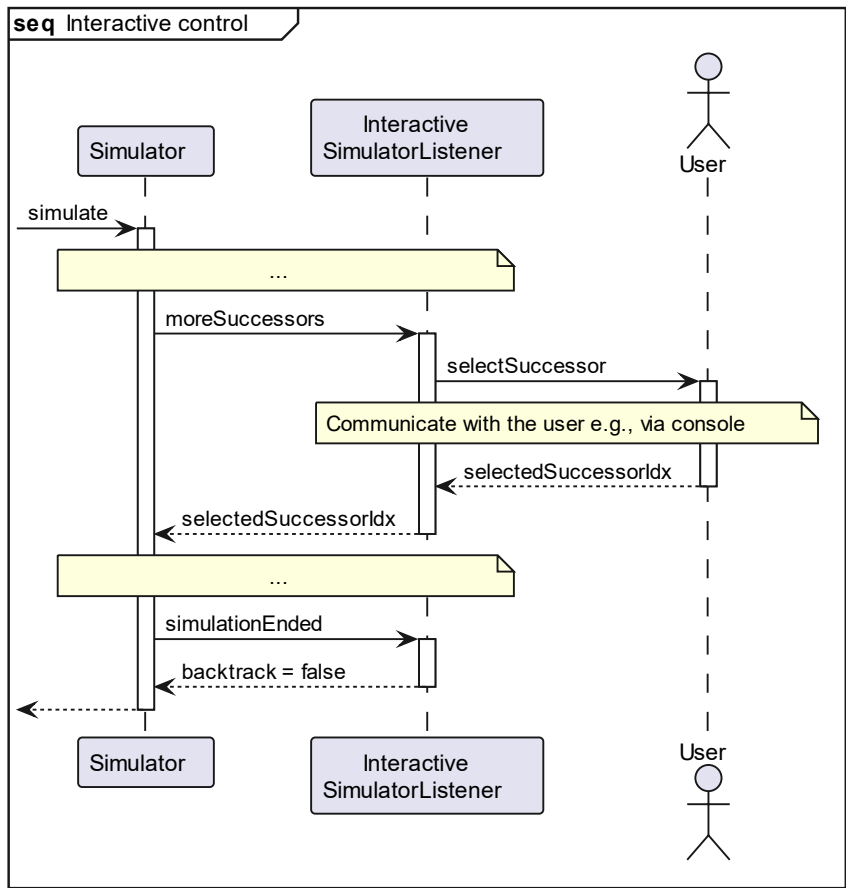 seq Interactive control
User
Simulator
Interactive
SimulatorListener
simulate
...
moreSuccessors
selectSuccessor
Communicate with the user e.g., via console
selectedSuccessorIdx
selectedSuccessorIdx
...
simulationEnded
backtrack = false
Simulator
Interactive
SimulatorListener
User